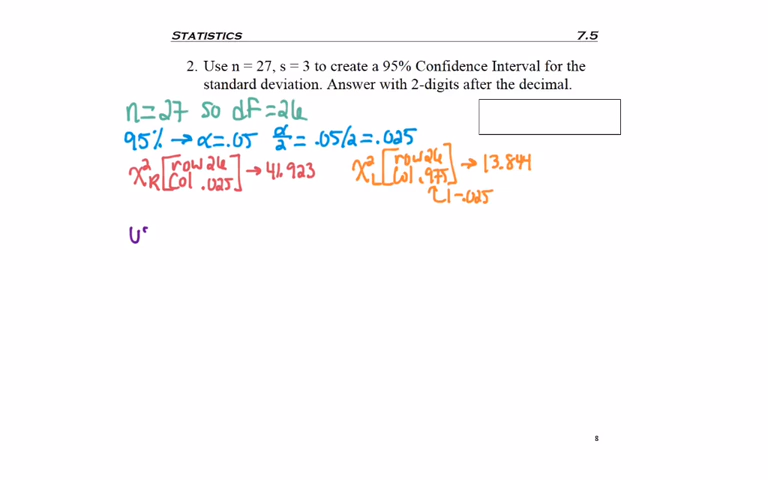 STATISTICS 7.5
2. Use n = 27, s = 3 to create a 95% Confidence Interval for the
standard deviation. Answer with 2-digits after the decimal.
n=27 so df=26
95% → α=.05 α/2 = .05/2 = .025
χ²R [row 26 col .025] → 41.923 χ²L [row 26 col .975] → 13.844
↑ 1-.025
8